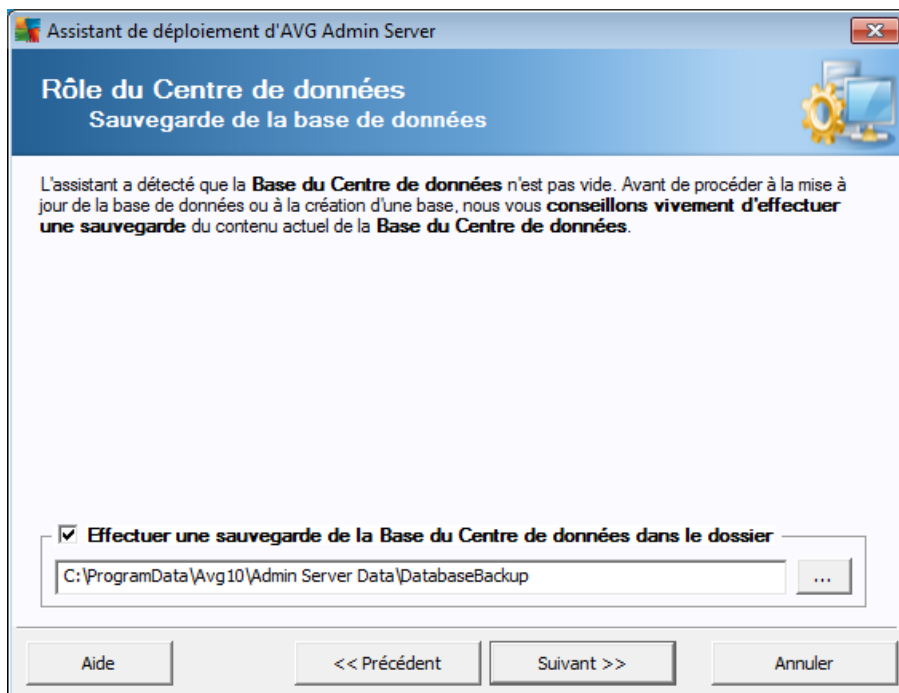 Assistant de déploiement d'AVG Admin Server
Rôle du Centre de données
Sauvegarde de la base de données
L'assistant a détecté que la Base du Centre de données n'est pas vide. Avant de procéder à la mise à
jour de la base de données ou à la création d'une base, nous vous conseillons vivement d'effectuer
une sauvegarde du contenu actuel de la Base du Centre de données.
Effectuer une sauvegarde de la Base du Centre de données dans le dossier
C:\ProgramData\Avg10\Admin Server Data\DatabaseBackup
...
Aide
<< Précédent
Suivant >>
Annuler